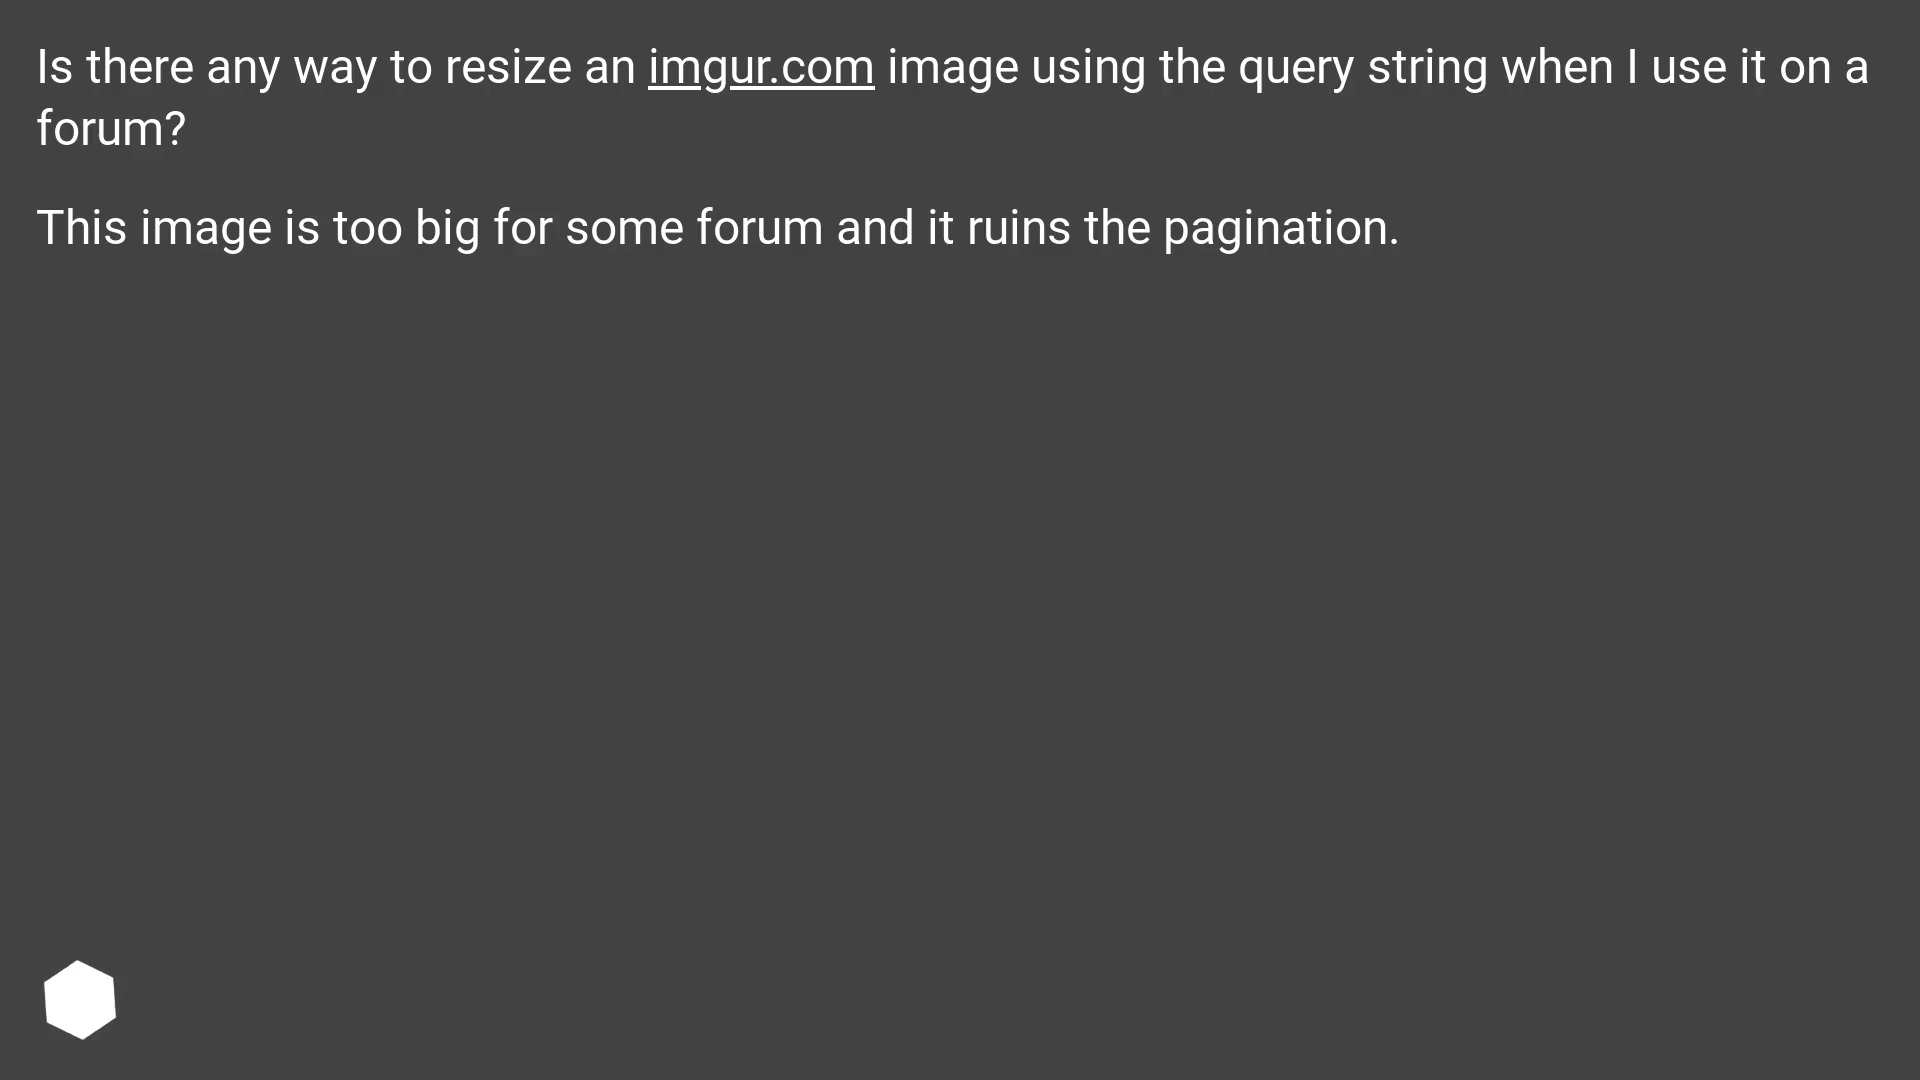 Is there any way to resize an imgur.com image using the query string when I use it on a
forum?
This image is too big for some forum and it ruins the pagination.